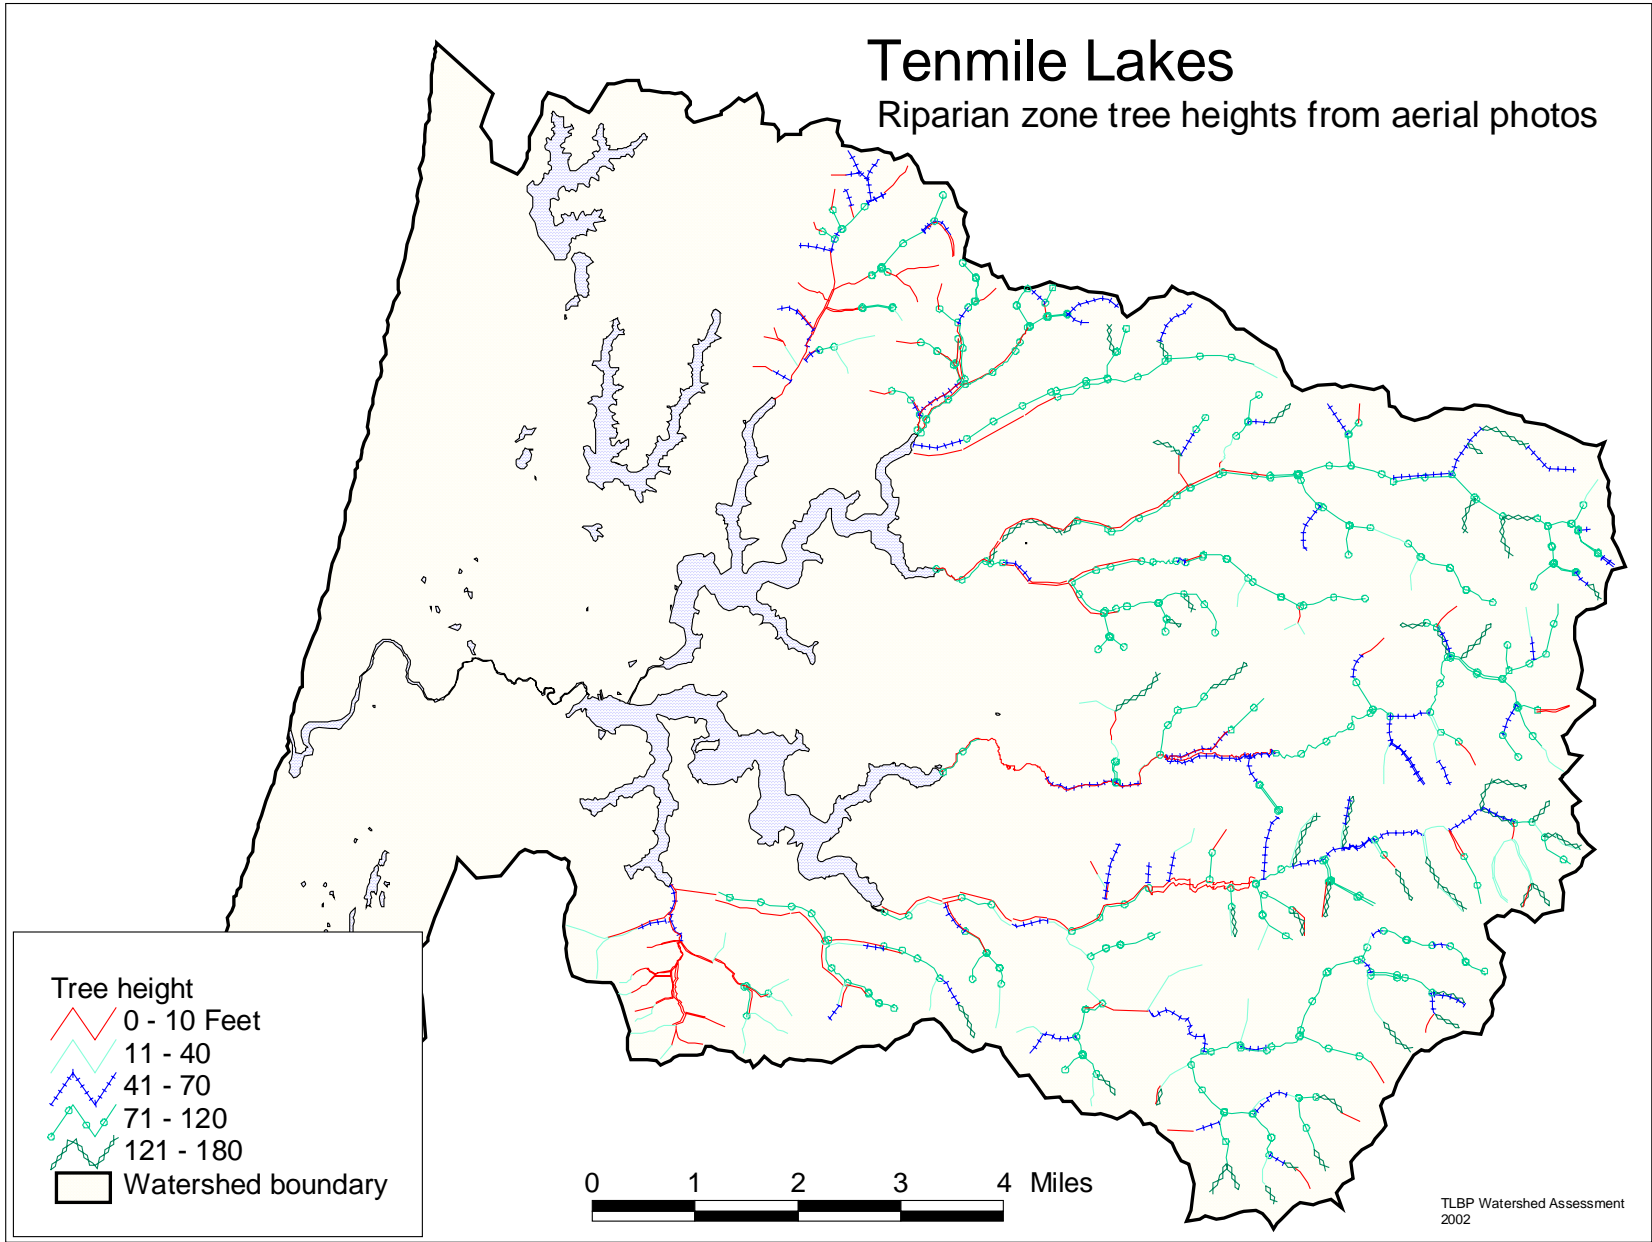 Tenmile Lakes
Riparian zone tree heights from aerial photos
Tree height
0 - 10 Feet
11 - 40
41 - 70
71 - 120
121 - 180
Watershed boundary
0 1 2 3 4 Miles
TLBP Watershed Assessment
2002